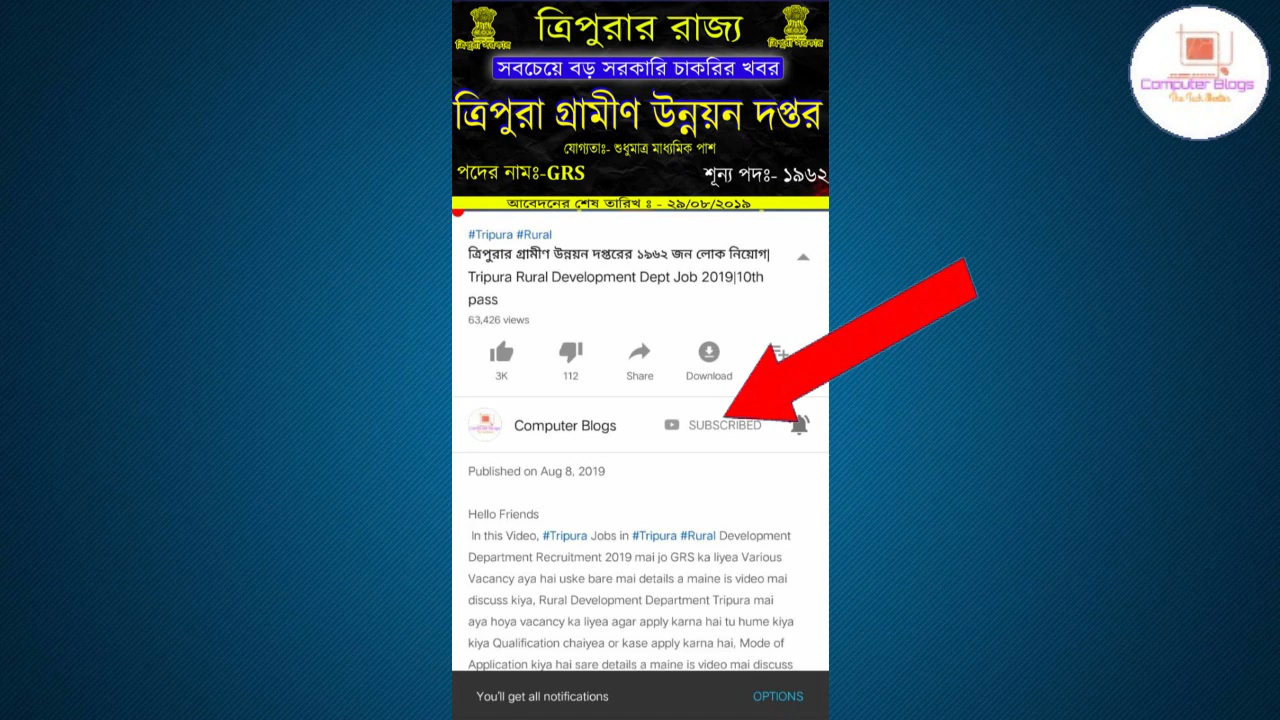 ত্রিপুরার রাজ্য
ত্রিপুরা সরকার
ত্রিপুরা সরকার
সবচেয়ে বড় সরকারি চাকরির খবর
ত্রিপুরা গ্রামীণ উন্নয়ন দপ্তর
যোগ্যতাঃ- শুধুমাত্র মাধ্যমিক পাশ
পদের নামঃ-GRS
শূন্য পদঃ- ১৯৬২
আবেদনের শেষ তারিখ ঃ - ২৯/০৮/২০১৯
Computer Blogs
#Tripura #Rural
ত্রিপুরার গ্রামীণ উন্নয়ন দপ্তরের ১৯৬২ জন লোক নিয়োগ|
Tripura Rural Development Dept Job 2019|10th
pass
63,426 views
3K
112
Share
Download
Computer Blogs
SUBSCRIBED
Published on Aug 8, 2019
Hello Friends
In this Video, #Tripura Jobs in #Tripura #Rural Development
Department Recruitment 2019 mai jo GRS ka liyea Various
Vacancy aya hai uske bare mai details a maine is video mai
discuss kiya, Rural Development Department Tripura mai
aya hoya vacancy ka liyea agar apply karna hai tu hume kiya
kiya Qualification chaiyea or kase apply karna hai, Mode of
Application kiya hai sare details a maine is video mai discuss
You'll get all notifications
OPTIONS